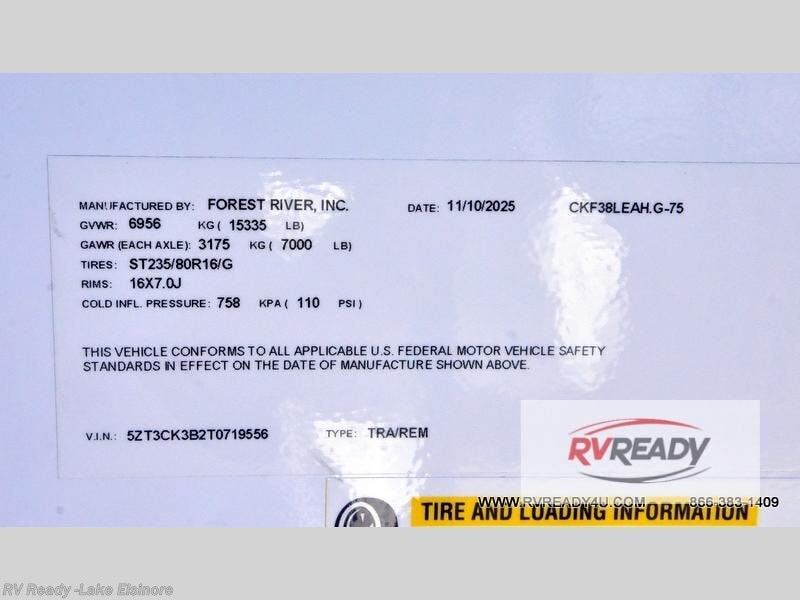 MANUFACTURED BY: FOREST RIVER, INC. DATE: 11/10/2025 CKF38LEAH.G-75
GVWR: 6956 KG ( 15335 LB)
GAWR (EACH AXLE): 3175 KG ( 7000 LB)
TIRES: ST235/80R16/G
RIMS: 16X7.0J
COLD INFL. PRESSURE: 758 KPA ( 110 PSI )
THIS VEHICLE CONFORMS TO ALL APPLICABLE U.S. FEDERAL MOTOR VEHICLE SAFETY
STANDARDS IN EFFECT ON THE DATE OF MANUFACTURE SHOWN ABOVE.
V.I.N.: 5ZT3CK3B2T0719556 TYPE: TRA/REM
RVREADY
WWW.RVREADY4U.COM 866-383-1409
TIRE AND LOADING INFORMATION
RV Ready -Lake Elsinore